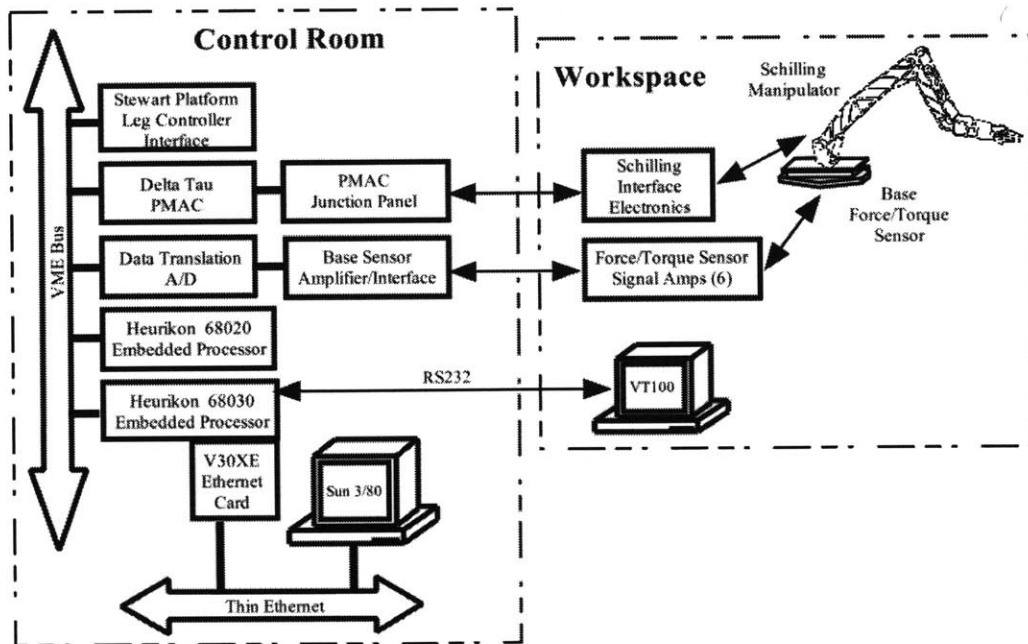 Control Room
Stewart Platform
Leg Controller
Interface
Delta Tau
PMAC
PMAC
Junction Panel
Data Translation
A/D
Base Sensor
Amplifier/Interface
Heurikon 68020
Embedded Processor
Heurikon 68030
Embedded Processor
V30XE
Ethernet
Card
Sun 3/80
Thin Ethernet
VME Bus
RS232
Workspace
Schilling
Manipulator
Schilling
Interface
Electronics
Base
Force/Torque
Sensor
Force/Torque Sensor
Signal Amps (6)
VT100